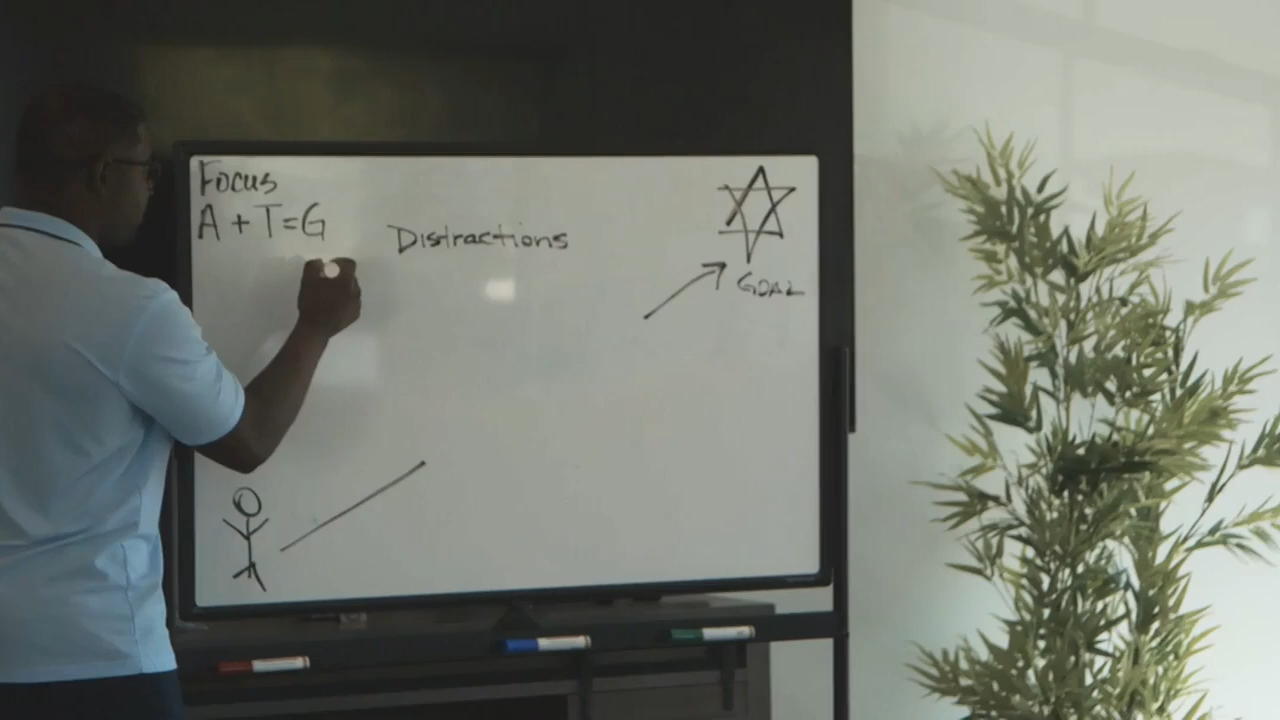 Focus
A + T = G
Distractions
GOAL